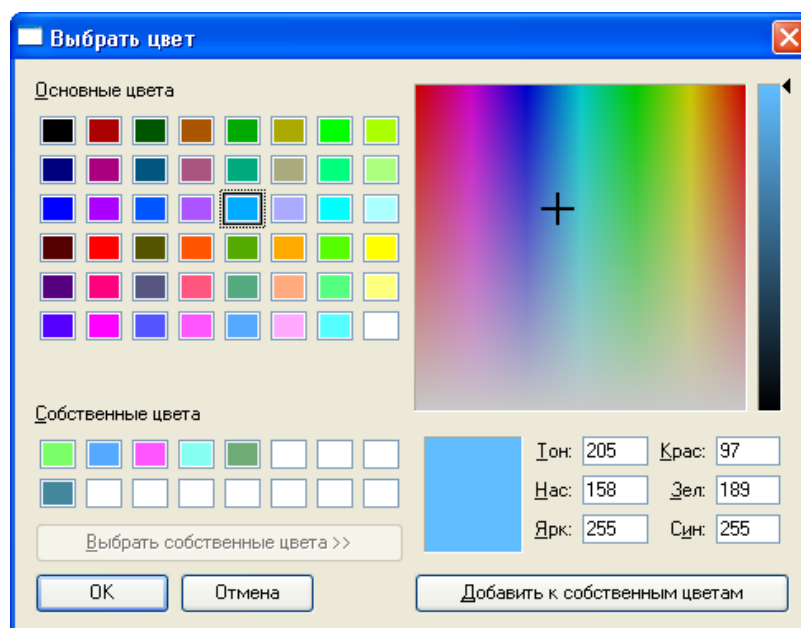 Выбрать цвет
Основные цвета
Собственные цвета
Тон: 205 Крас: 97
Нас: 158 Зел: 189
Ярк: 255 Син: 255
Выбрать собственные цвета >>
OK Отмена Добавить к собственным цветам